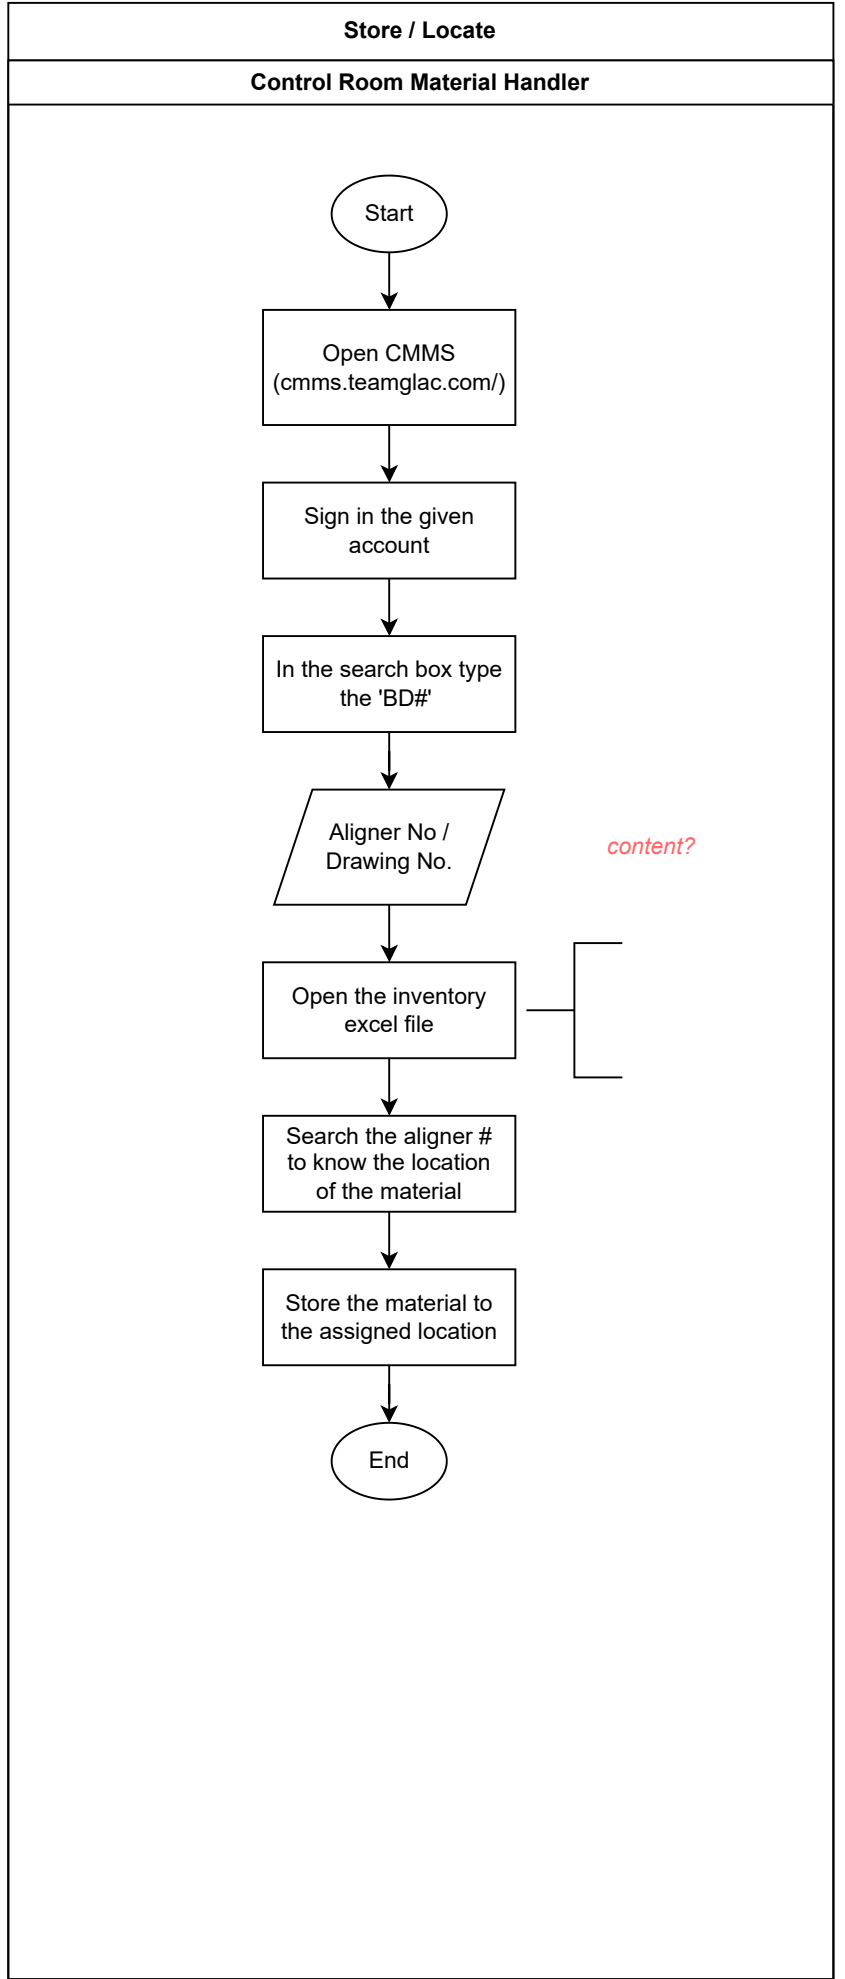 Store / Locate
Control Room Material Handler
Start
Open CMMS
(cmms.teamglac.com/)
Sign in the given
account
In the search box type
the 'BD#'
Aligner No /
Drawing No.
content?
Open the inventory
excel file
Search the aligner #
to know the location
of the material
Store the material to
the assigned location
End